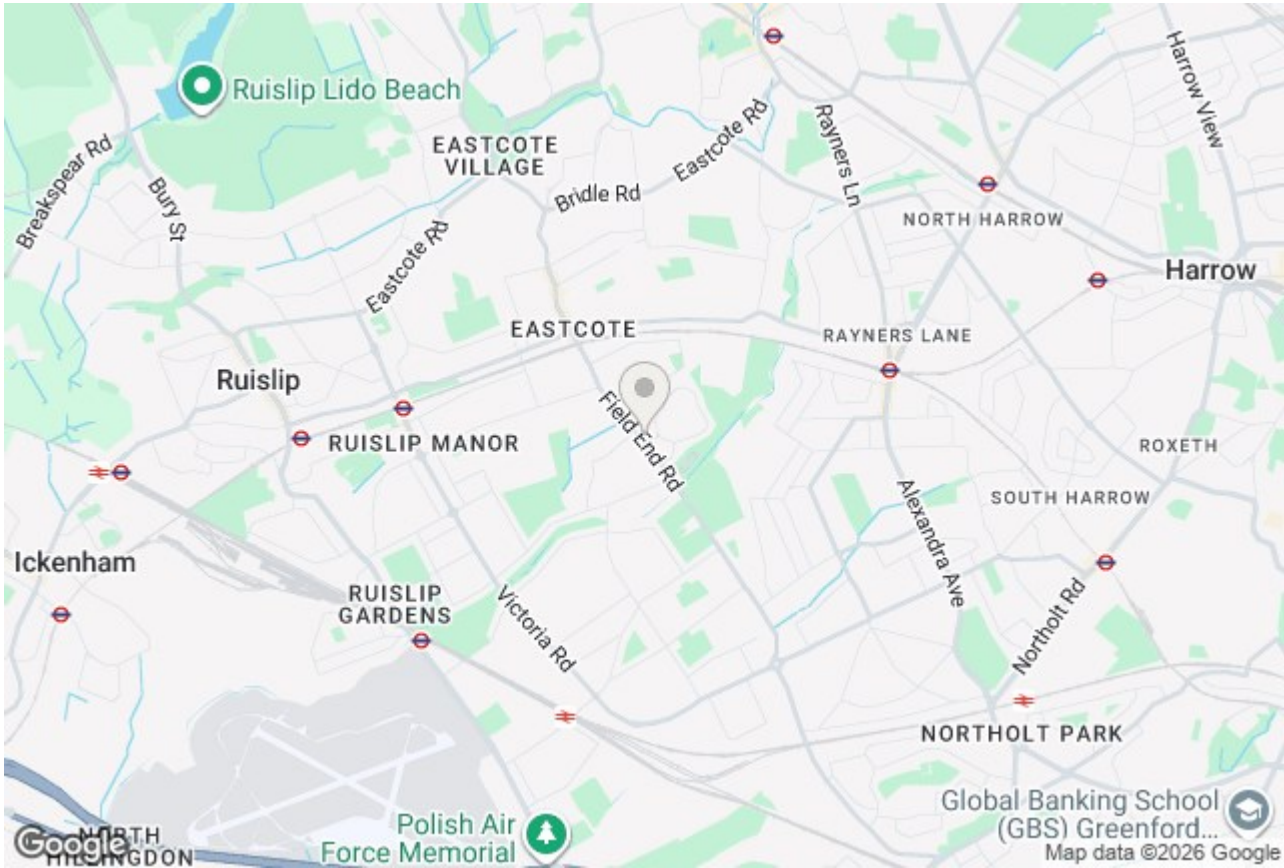 Ruislip Lido Beach
Harrow View
Breakspear Rd
EASTCOTE
VILLAGE
Eastcote Rd
Rayners Ln
Bury St
Bridle Rd
NORTH HARROW
Eastcote Rd
Harrow
EASTCOTE
RAYNERS LANE
Ruislip
Field End Rd
RUISLIP MANOR
ROXETH
SOUTH HARROW
Alexandra Ave
Ickenham
RUISLIP
GARDENS
Victoria Rd
Northolt Rd
NORTHOLT PARK
Polish Air
Force Memorial
Global Banking School
(GBS) Greenford...
Google
NORTH
HILLINGDON
Map data ©2026 Google